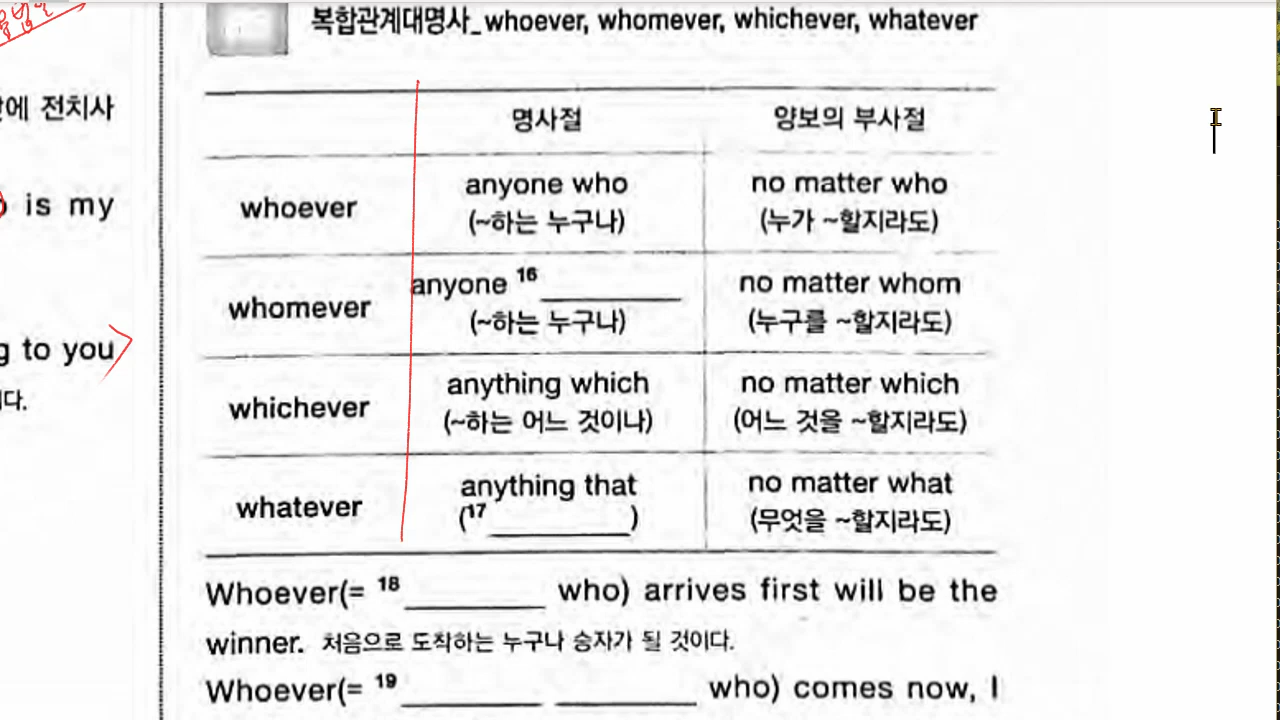 복합관계대명사_whoever, whomever, whichever, whatever
에 전치사
is my
to you
다.
명사절 양보의 부사절
whoever anyone who no matter who
(~하는 누구나) (누가 ~할지라도)
whomever anyone 16 ________ no matter whom
(~하는 누구나) (누구를 ~할지라도)
whichever anything which no matter which
(~하는 어느 것이나) (어느 것을 ~할지라도)
whatever anything that no matter what
(17 ________ ) (무엇을 ~할지라도)
Whoever(= 18 ________ who) arrives first will be the
winner. 처음으로 도착하는 누구나 승자가 될 것이다.
Whoever(= 19 ________ ________ who) comes now, I